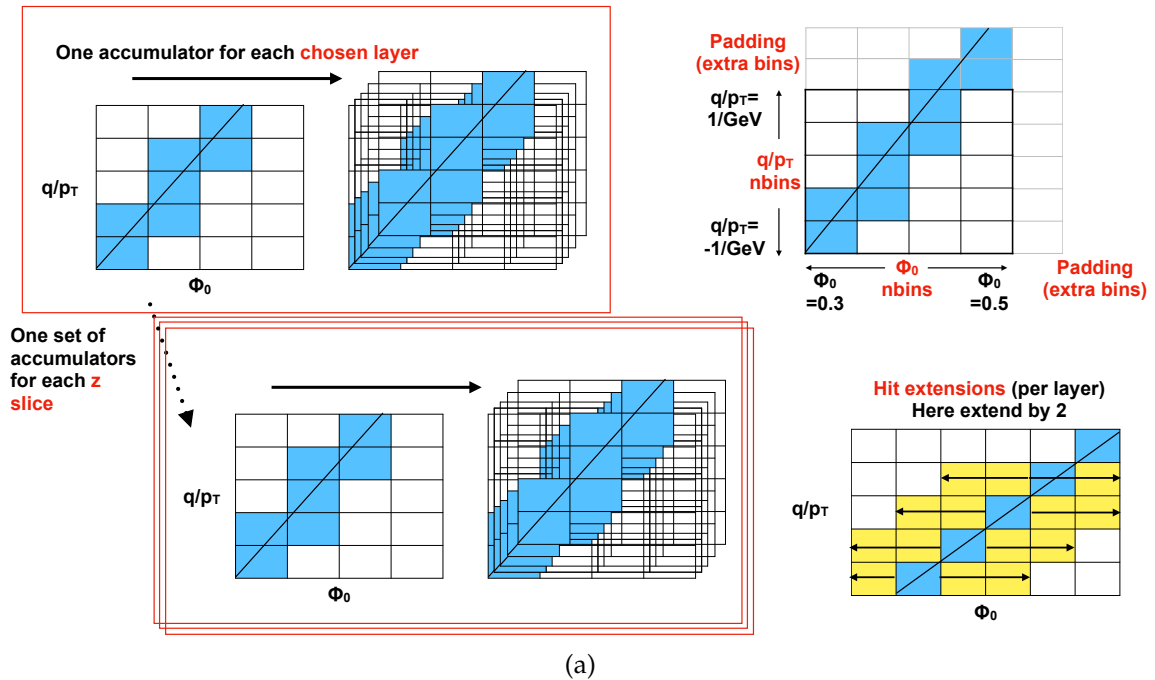 One accumulator for each chosen layer
q/pT
Φ0
One set of
accumulators
for each z
slice
q/pT
Φ0
Padding
(extra bins)
q/pT=
1/GeV
q/pT
nbins
q/pT=
-1/GeV
Φ0
=0.3
Φ0
nbins
Φ0
=0.5
Padding
(extra bins)
Hit extensions (per layer)
Here extend by 2
q/pT
Φ0
(a)